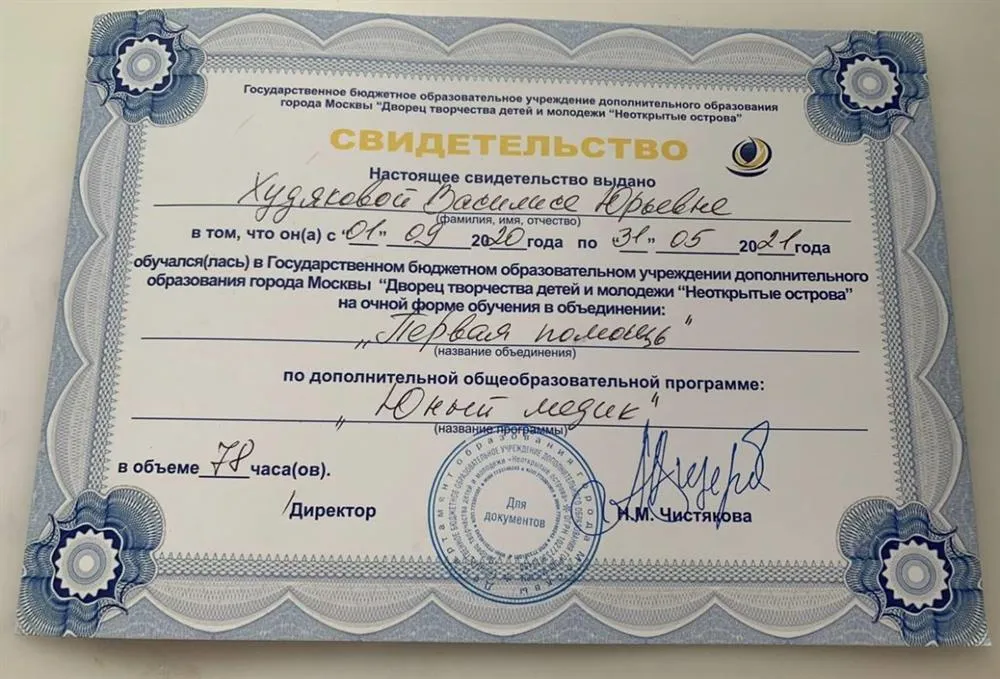 Государственное бюджетное образовательное учреждение дополнительного образования
города Москвы "Дворец творчества детей и молодежи "Неоткрытые острова"
СВИДЕТЕЛЬСТВО
Настоящее свидетельство выдано
Худяковой Василисе Юрьевне
(фамилия, имя, отчество)
в том, что он(а) с "01" 09 2020 года по "31" 05 2021 года
обучался(лась) в Государственном бюджетном образовательном учреждении дополнительного
образования города Москвы "Дворец творчества детей и молодежи "Неоткрытые острова"
на очной форме обучения в объединении:
„Первая помощь"
(название объединения)
по дополнительной общеобразовательной программе:
„Юный медик"
(название программы)
в объеме 78 часа(ов).
/Директор
Н.М. Чистякова
Департамент образования города Москвы
Для
документов